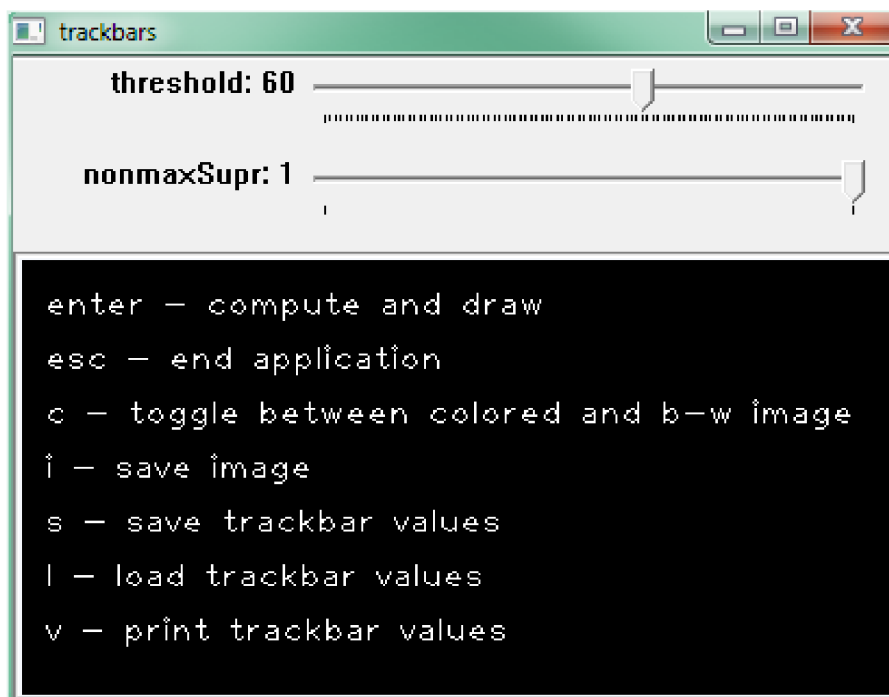 trackbars
threshold: 60
nonmaxSupr: 1
enter – compute and draw
esc – end application
c – toggle between colored and b–w image
i – save image
s – save trackbar values
l – load trackbar values
v – print trackbar values